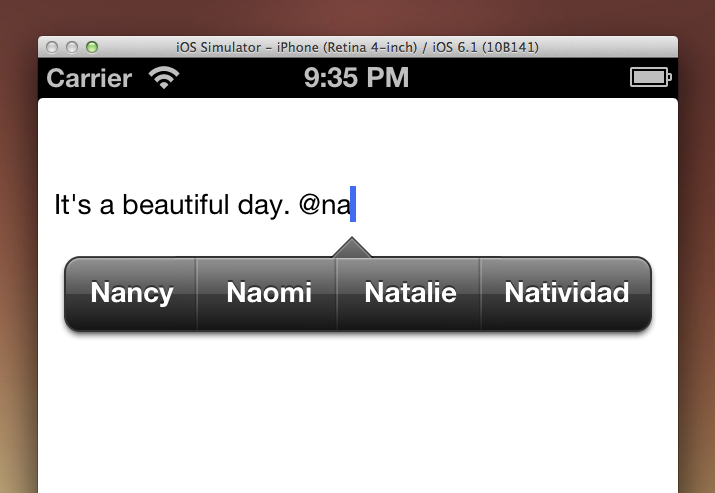 iOS Simulator - iPhone (Retina 4-inch) / iOS 6.1 (10B141)
Carrier 9:35 PM
It's a beautiful day. @na
Nancy Naomi Natalie Natividad